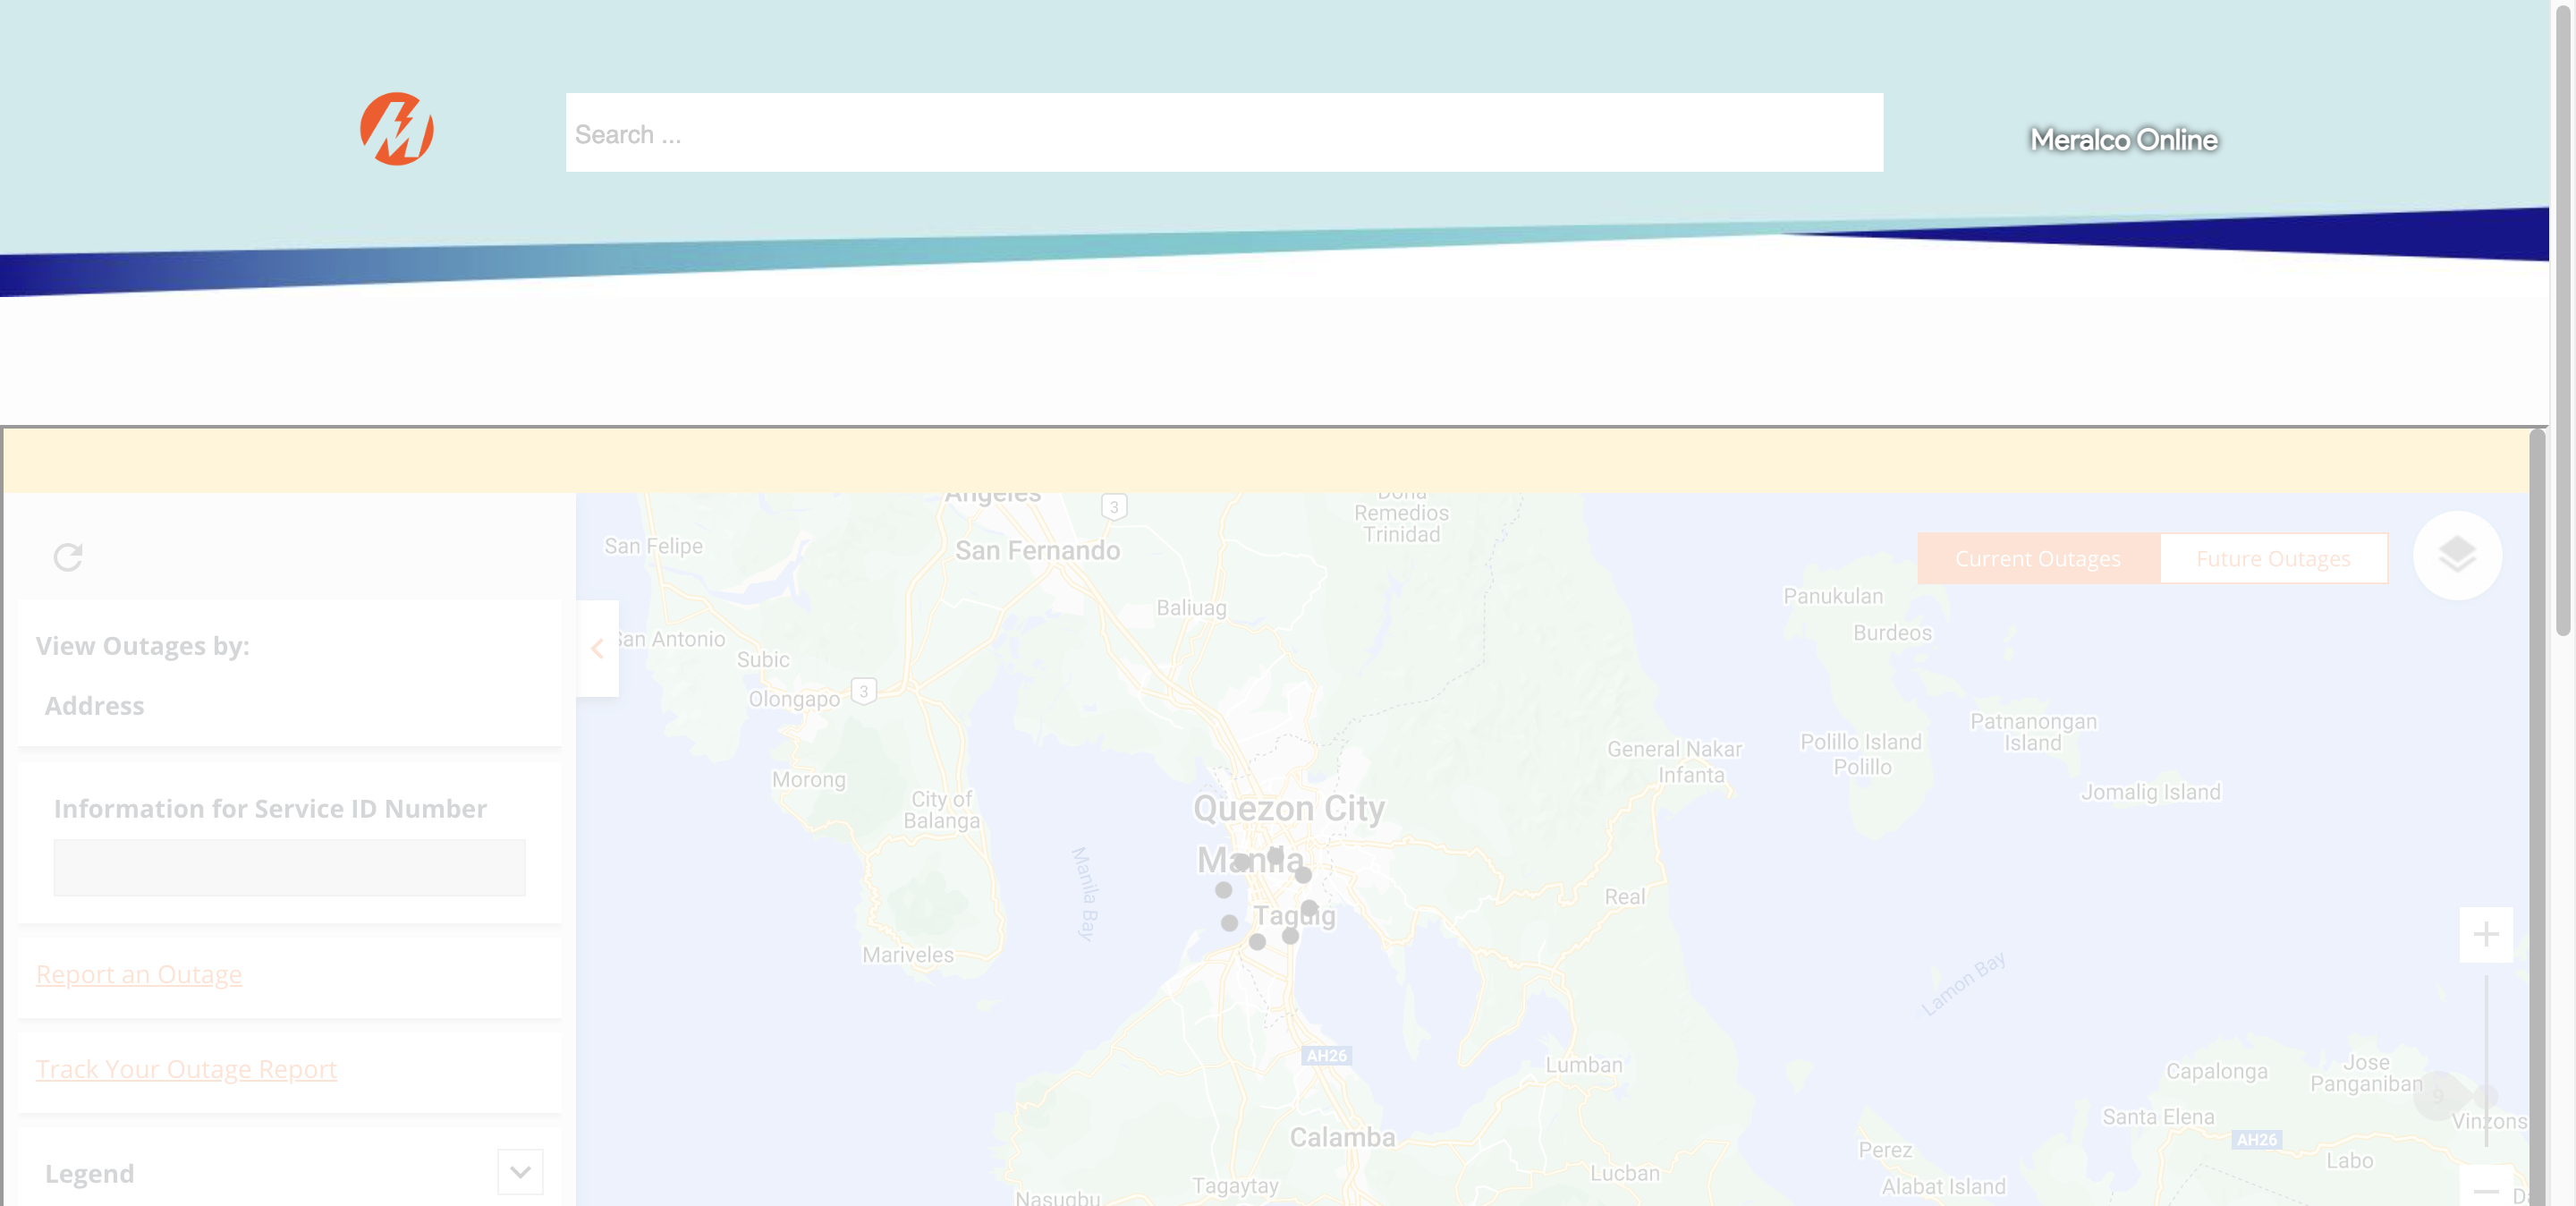 Search ...
Meralco Online
Current Outages
Future Outages
View Outages by:
Address
Information for Service ID Number
Report an Outage
Track Your Outage Report
Legend
Angeles
3
San Fernando
Doña
Remedios
Trinidad
San Felipe
Baliuag
San Antonio
Subic
Olongapo
3
Panukulan
Burdeos
Patnanongan
Island
General Nakar
Infanta
Polillo Island
Polillo
Jomalig Island
Morong
City of
Balanga
Quezon City
Manila
Manila Bay
Taguig
Real
Mariveles
Lamon Bay
AH26
Lumban
Capalonga
Jose
Panganiban
9
Santa Elena
Vinzons
AH26
Calamba
Perez
Labo
Lucban
Tagaytay
Alabat Island
Nasugbu